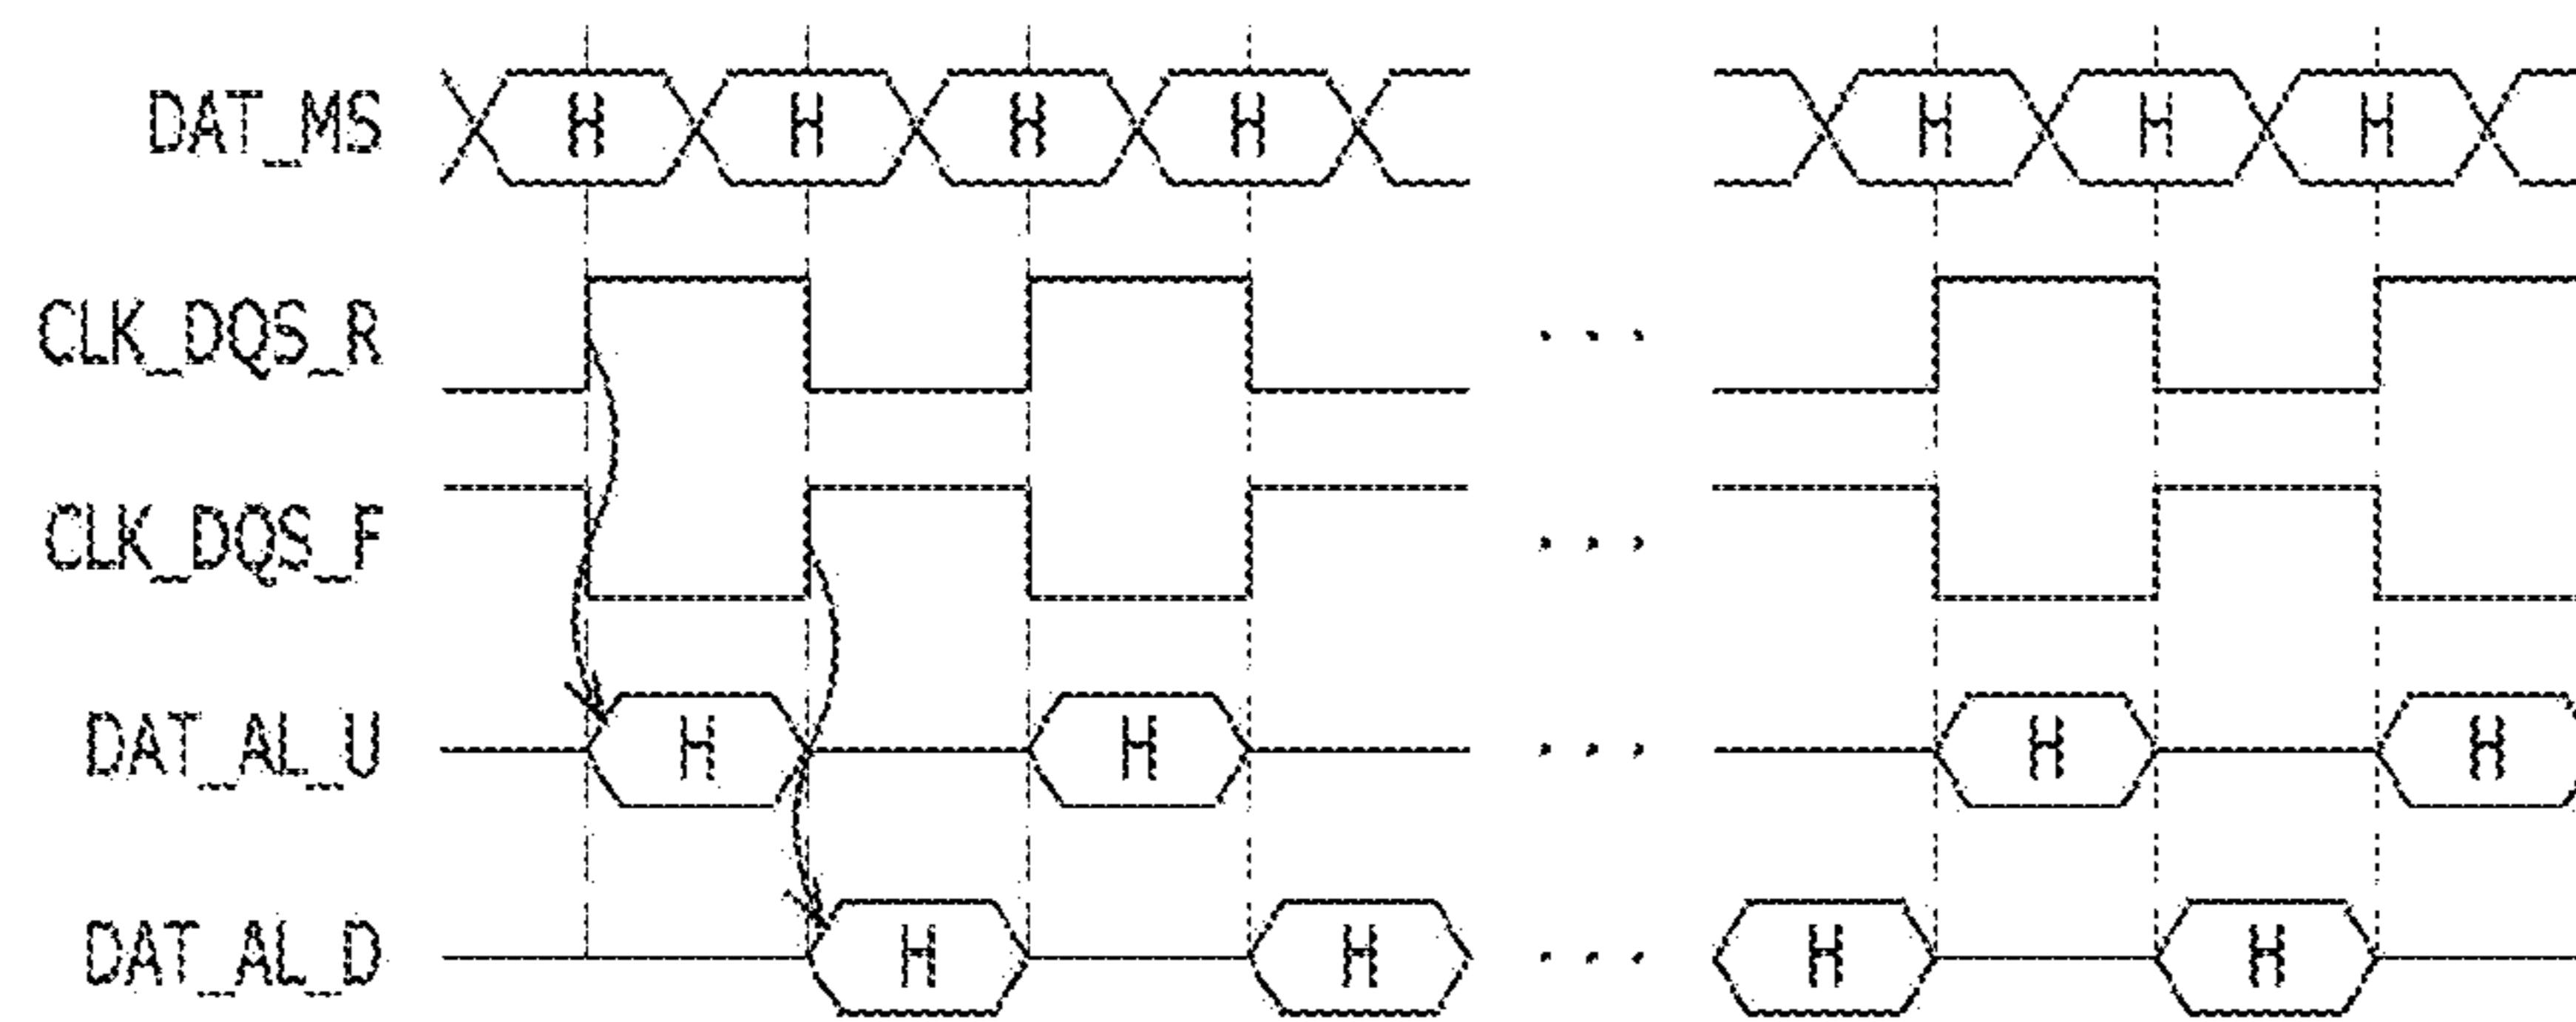 DAT_MS H H H H H H H
CLK_DQS_R ...
CLK_DQS_F ...
DAT_AL_U H H ... H H
DAT_AL_D H H ... H H